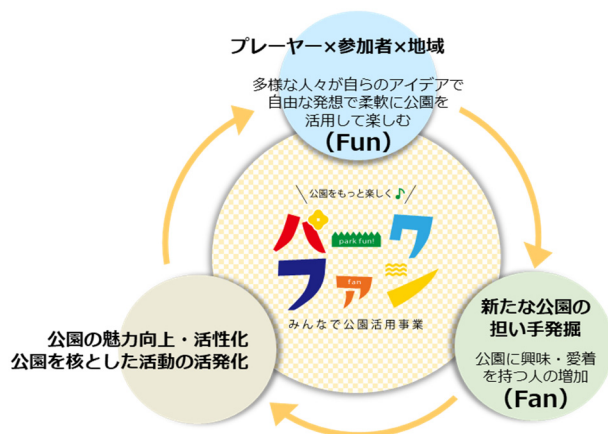 プレーヤー×参加者×地域
多様な人々が自らのアイデアで
自由な発想で柔軟に公園を
活用して楽しむ
（Fun）
公園をもっと楽しく♪
パーク
park fun!
ファン
fan
みんなで公園活用事業
新たな公園の
担い手発掘
公園に興味・愛着
を持つ人の増加
（Fan）
公園の魅力向上・活性化
公園を核とした活動の活発化